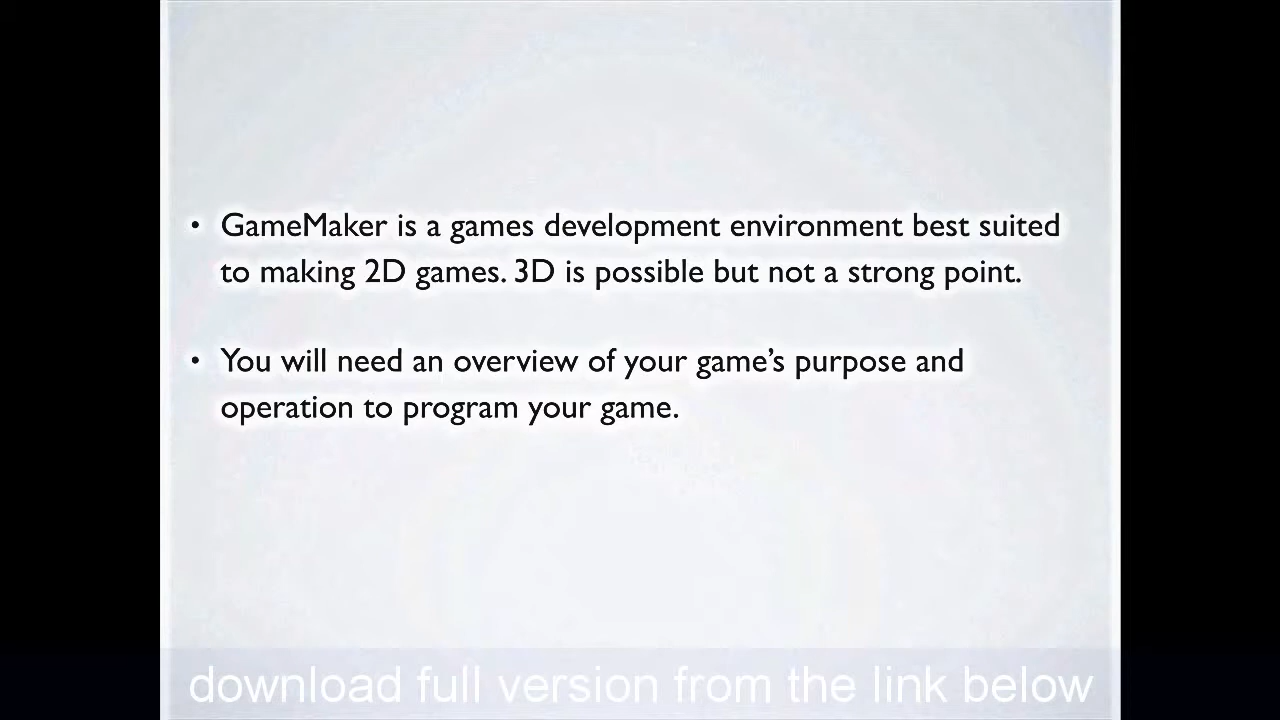 • GameMaker is a games development environment best suited
to making 2D games. 3D is possible but not a strong point.
• You will need an overview of your game’s purpose and
operation to program your game.
download full version from the link below